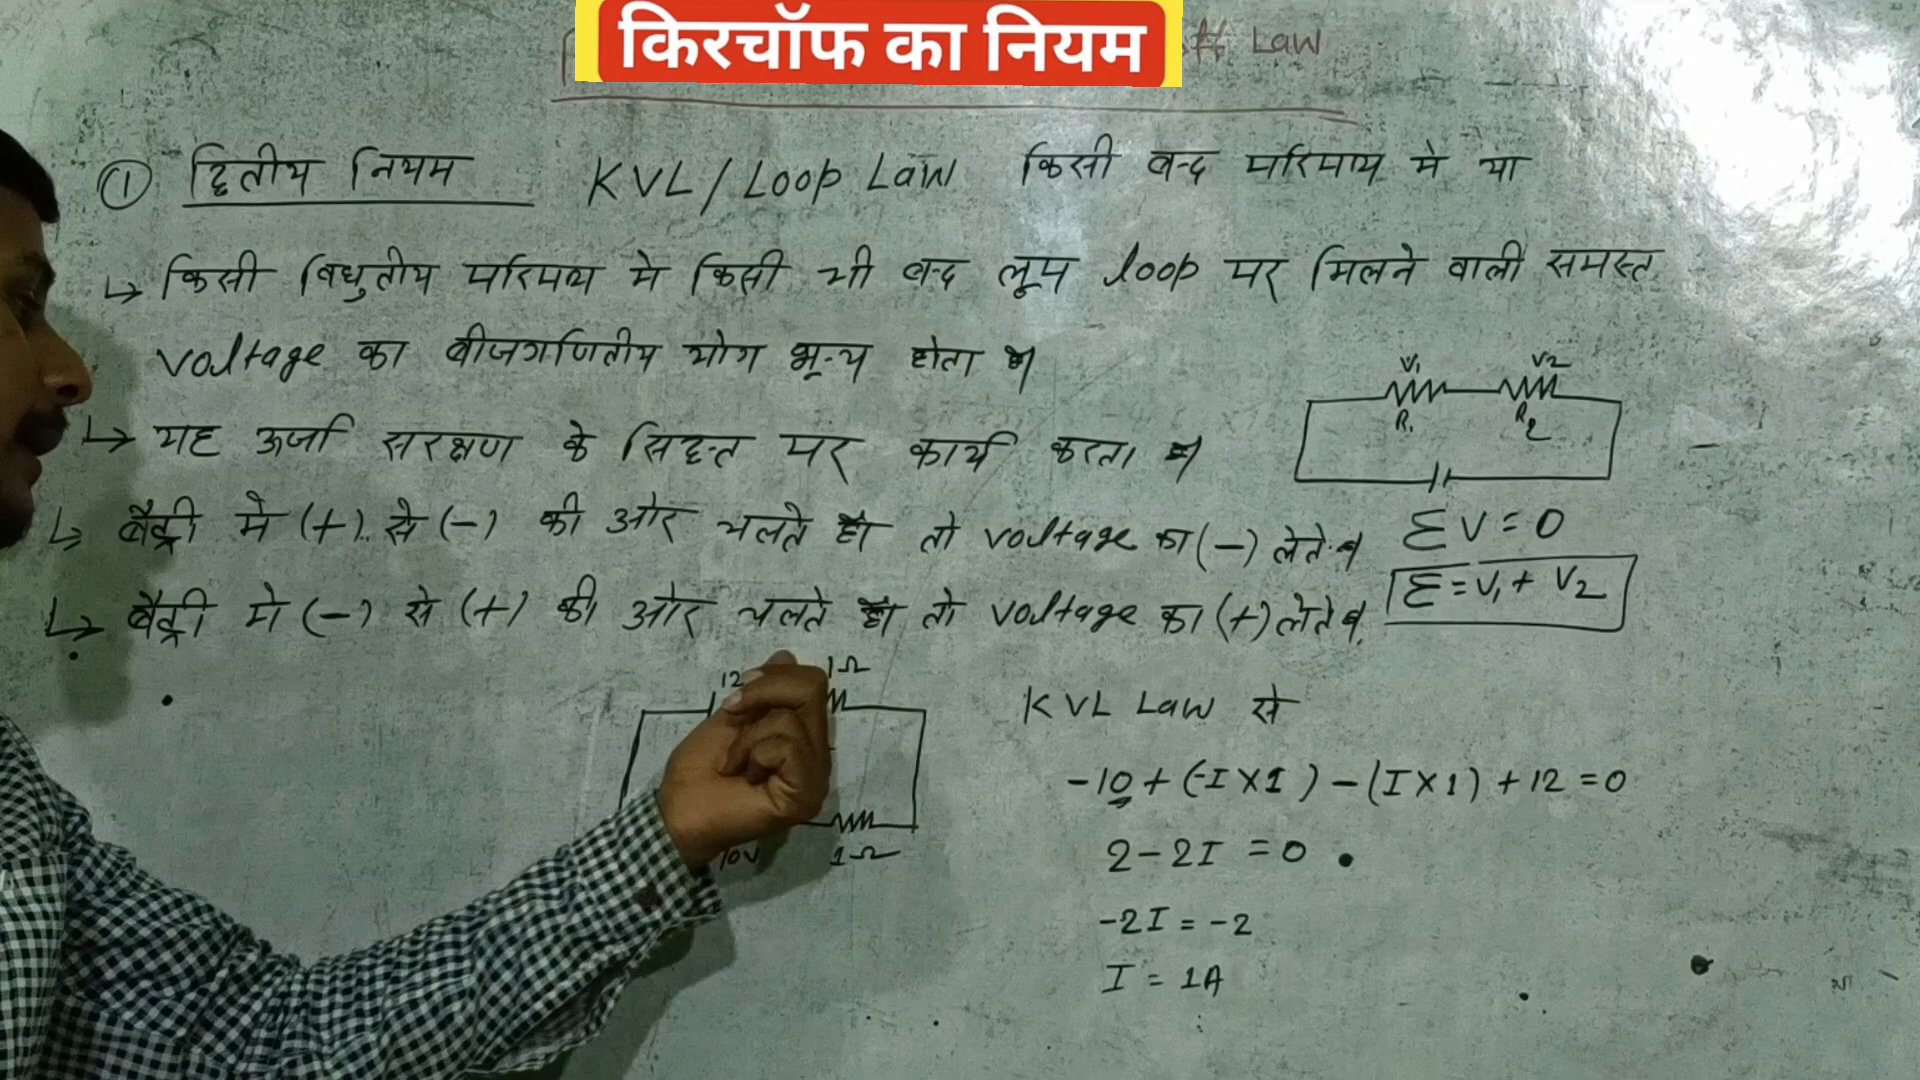 किरचॉफ का नियम
Law
① द्वितीय नियम KVL/Loop Law किसी बन्द परिपथ मे या
↳ किसी विधुतीय परिपथ मे किसी भी बन्द लूप loop पर मिलने वाली समस्त
voltage का बीजगणितीय योग शून्य होता है
↳ यह ऊर्जा सरक्षण के सिद्दान्त पर कार्य करता है
↳ बैट्री मे (+) से (-) की ओर चलते है तो voltage का (-) लेते है
↳ बैट्री मे (-) से (+) की ओर चलते है तो voltage का (+) लेते है
V1 V2
R1 R2
ΣV = 0
Ɛ = V1 + V2
12 1Ω
10V 1Ω
KVL Law से
-10 + (-I×1) - (I×1) + 12 = 0
2 - 2I = 0
-2I = -2
I = 1A